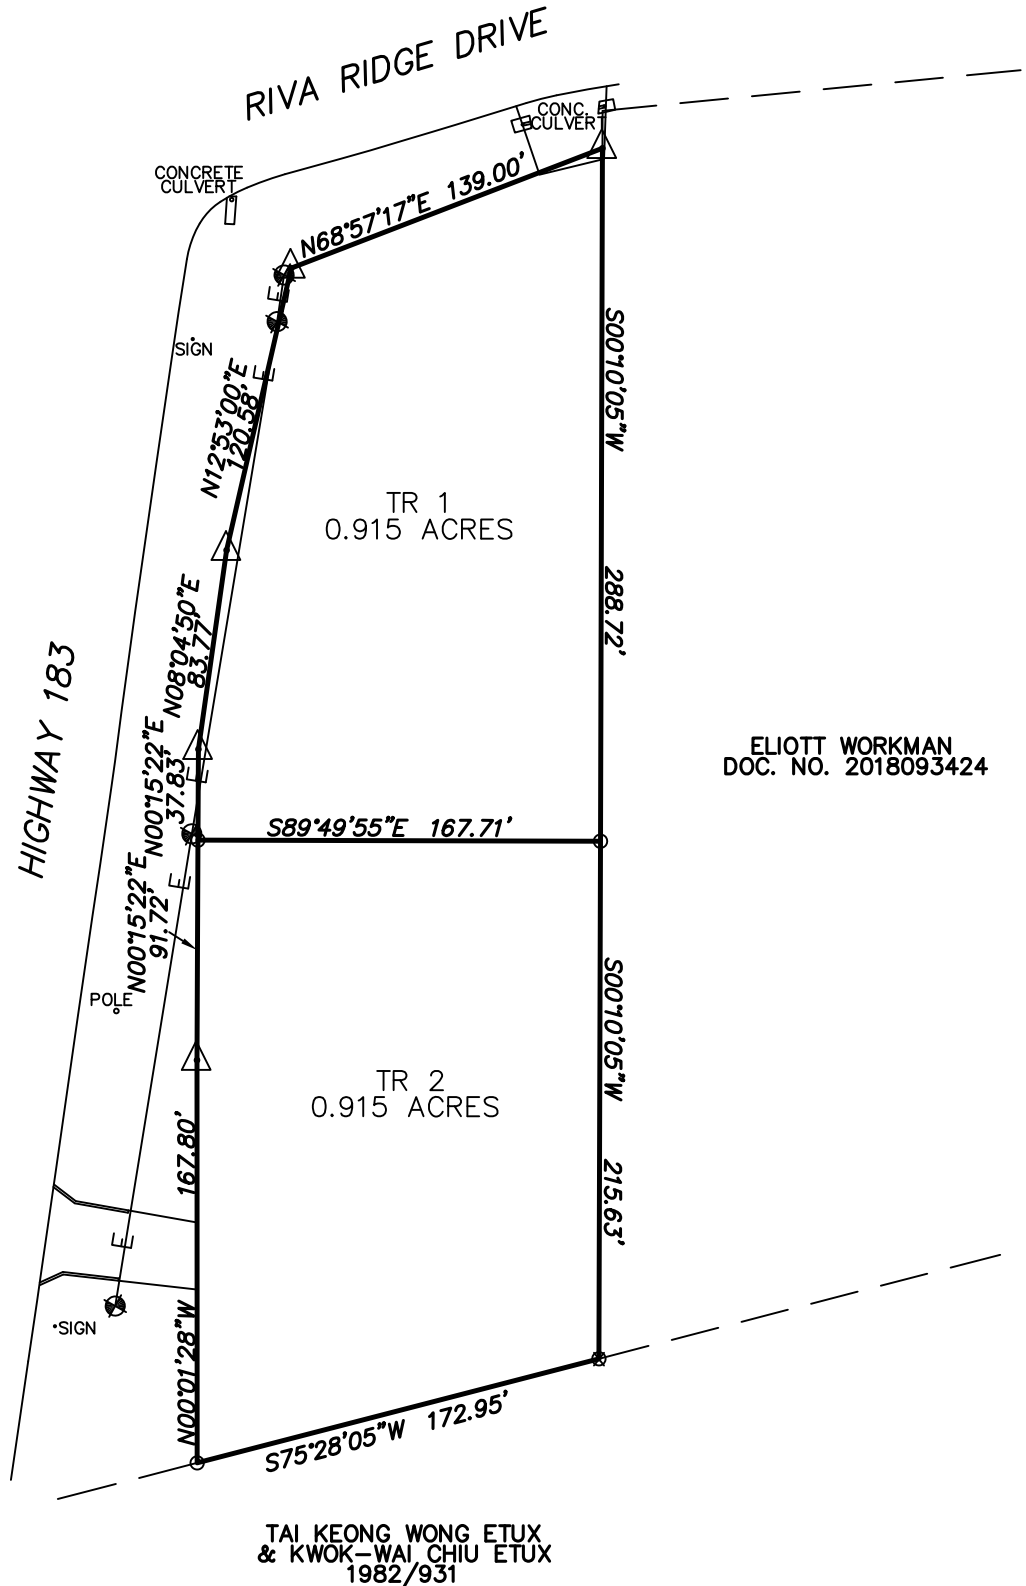 RIVA RIDGE DRIVE
CONC.
CULVERT
CONCRETE
CULVERT
N68°57'17"E 139.00'
E
SIGN
E
N12°53'00"E
120.58'
S00°10'05"W
288.72'
TR 1
0.915 ACRES
N08°04'50"E
83.77'
HIGHWAY 183
N00°15'22"E
37.83'
E
ELIOTT WORKMAN
DOC. NO. 2018093424
S89°49'55"E 167.71'
E
N00°15'22"E
91.72'
POLE
S00°10'05"W
215.63'
TR 2
0.915 ACRES
167.80'
N00°01'28"W
E
SIGN
S75°28'05"W 172.95'
TAI KEONG WONG ETUX
& KWOK-WAI CHIU ETUX
1982/931